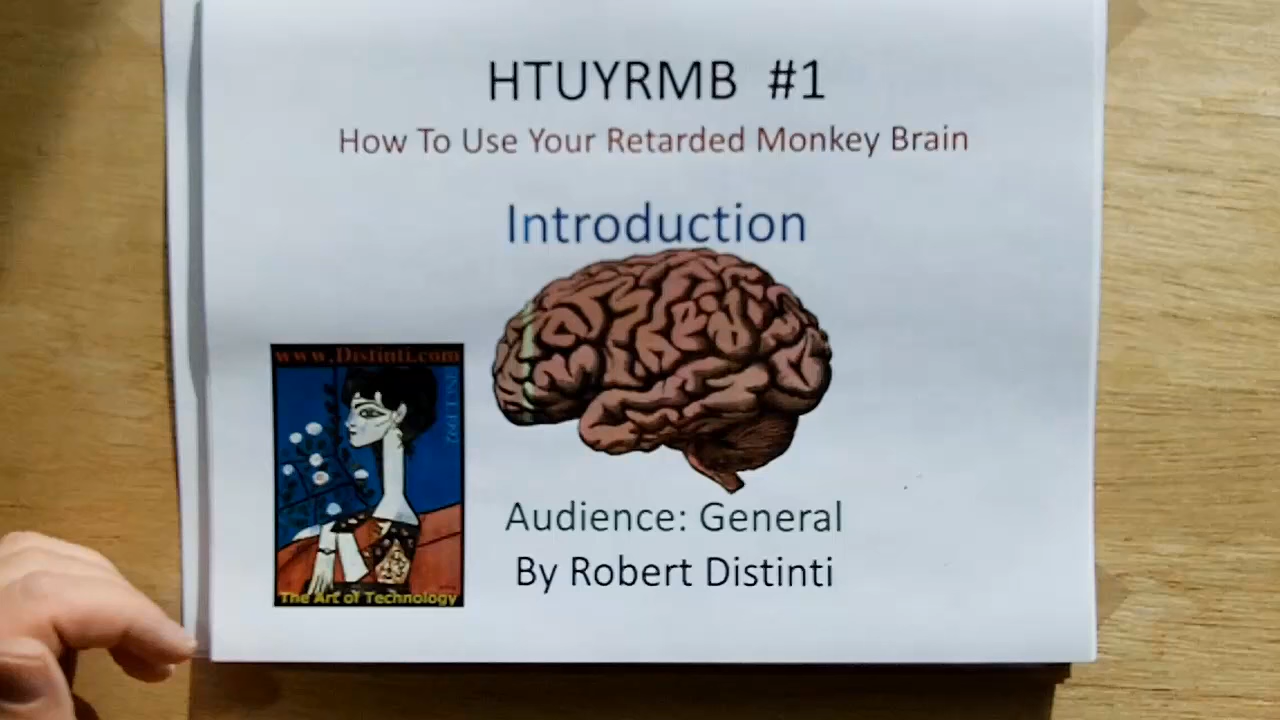 HTUYRMB #1
How To Use Your Retarded Monkey Brain
Introduction
www.Distinti.com
The Art of Technology
Audience: General
By Robert Distinti